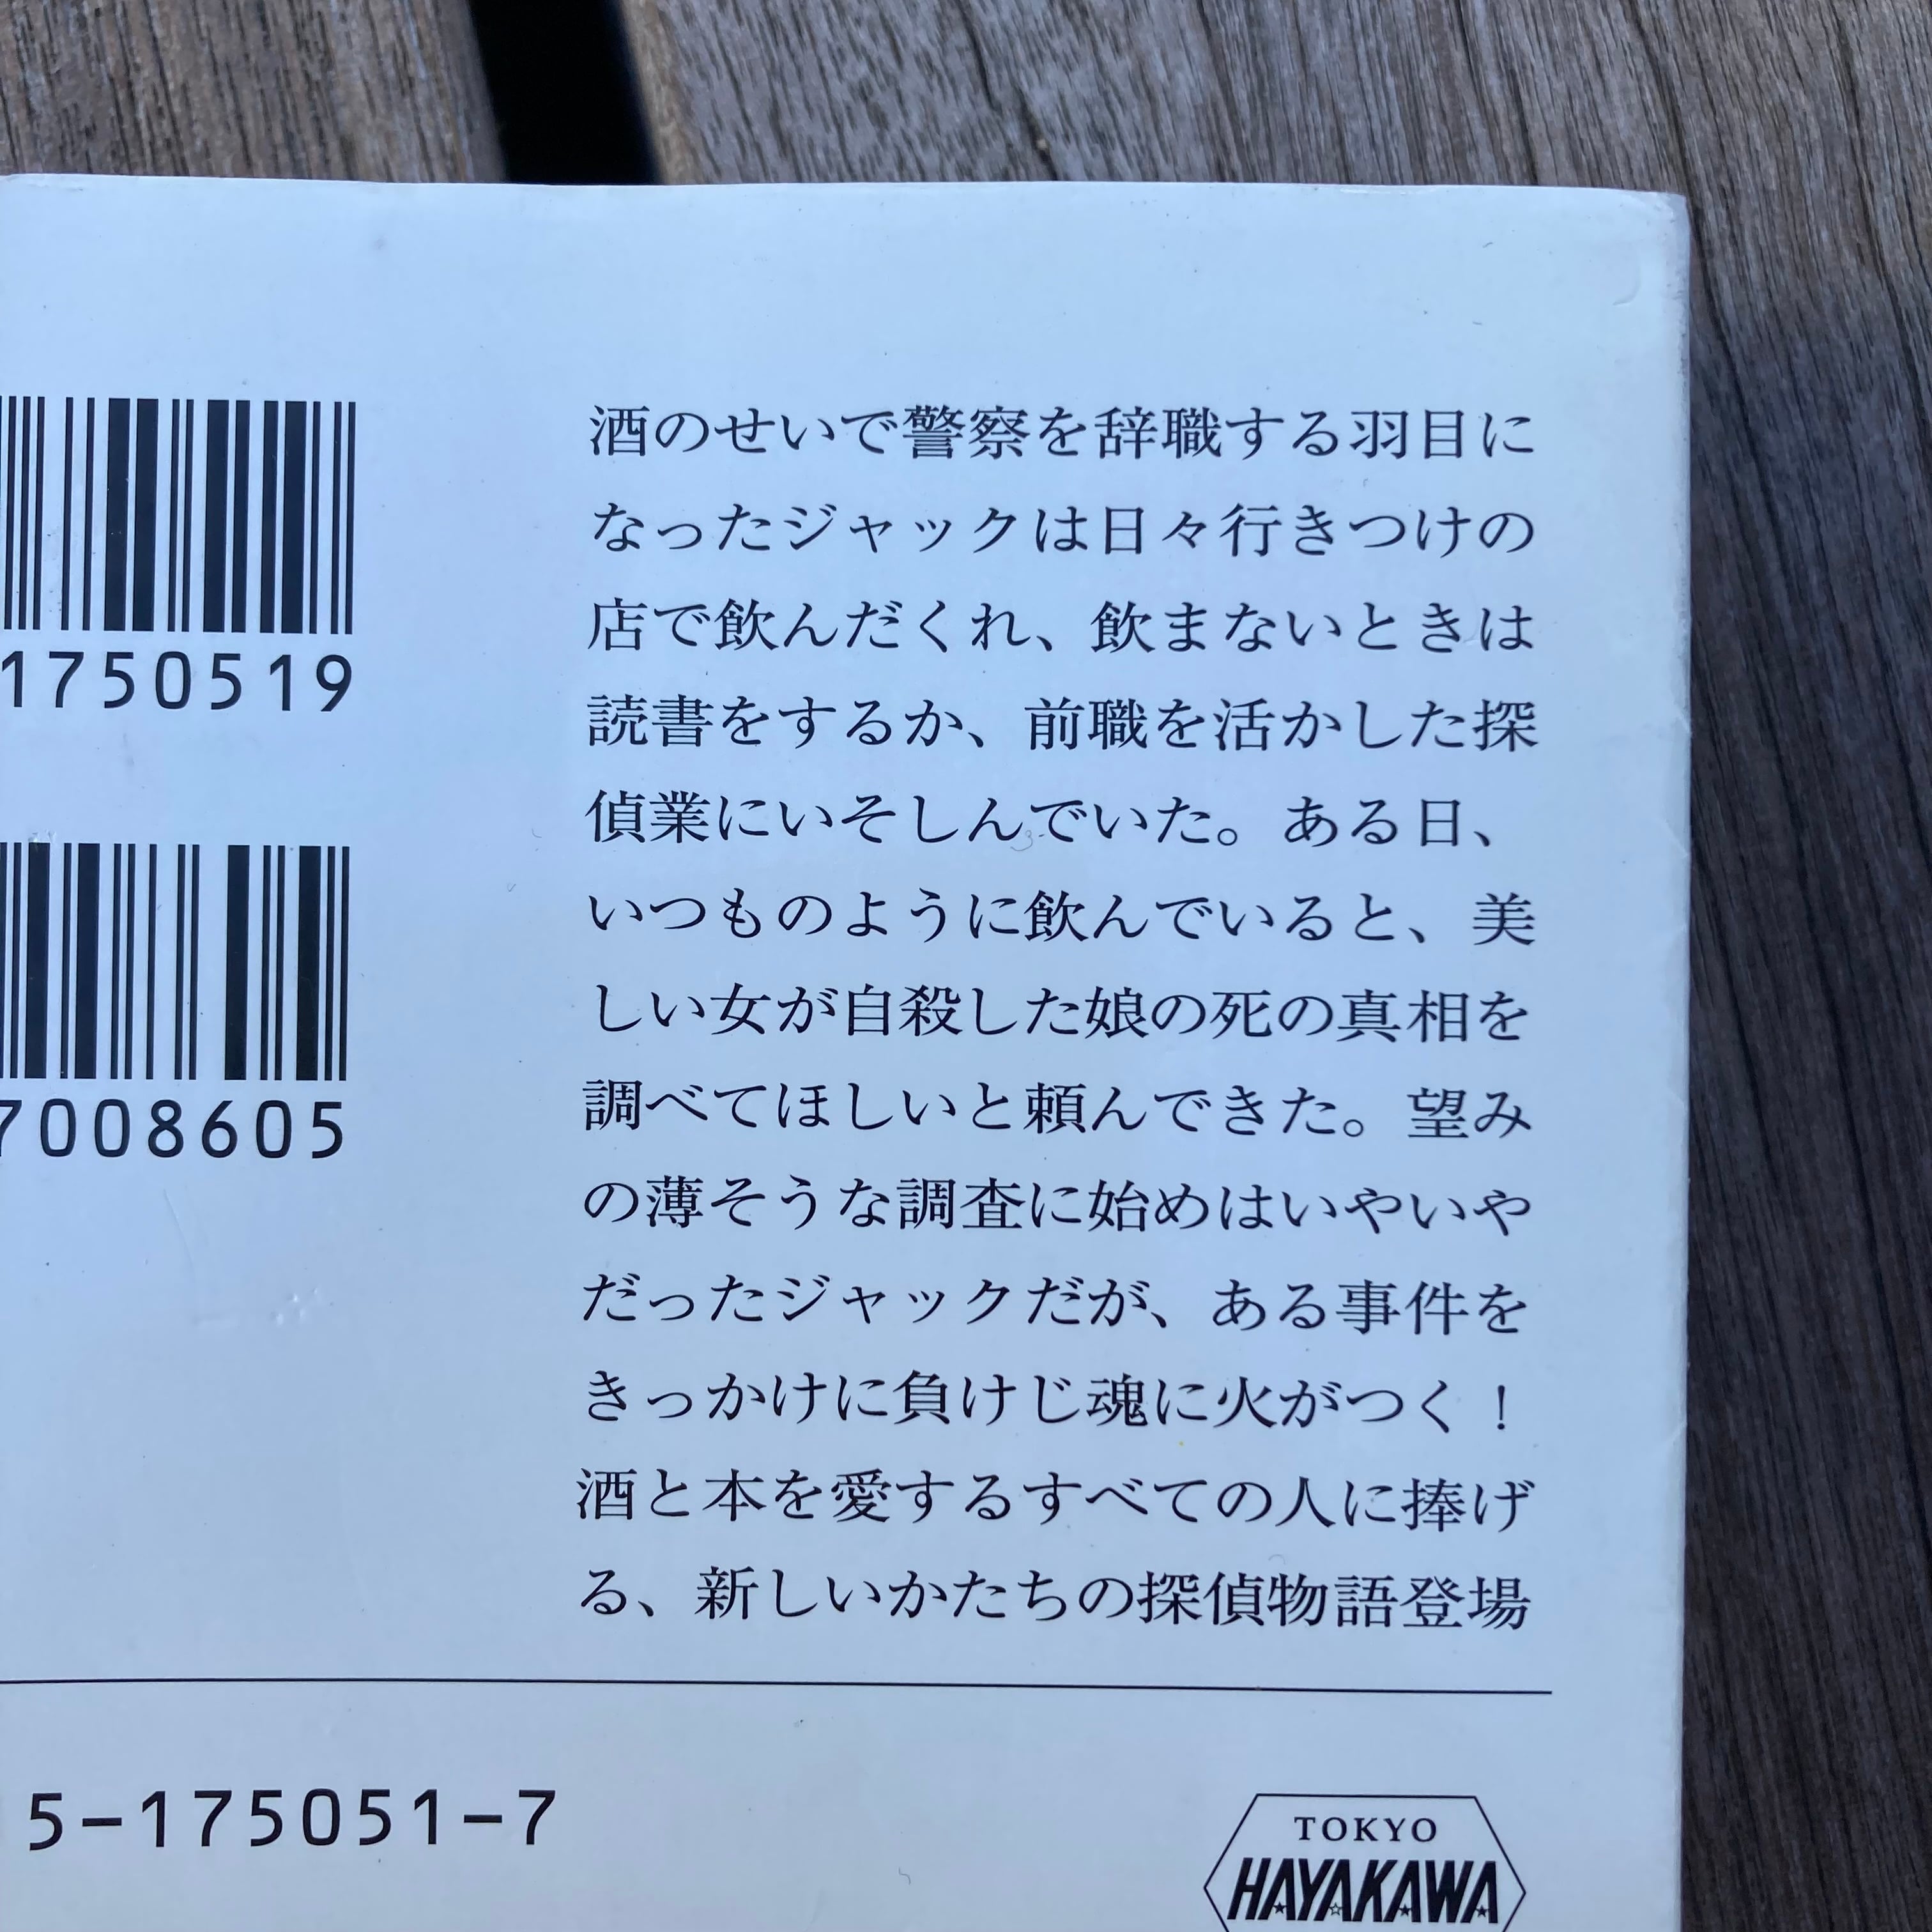 1750519
7008605
酒のせいで警察を辞職する羽目に
なったジャックは日々行きつけの
店で飲んだくれ、飲まないときは
読書をするか、前職を活かした探
偵業にいそしんでいた。ある日、
いつものように飲んでいると、美
しい女が自殺した娘の死の真相を
調べてほしいと頼んできた。望み
の薄そうな調査に始めはいやいや
だったジャックだが、ある事件を
きっかけに負けじ魂に火がつく！
酒と本を愛するすべての人に捧げ
る、新しいかたちの探偵物語登場
5-175051-7
TOKYO
HAYAKAWA